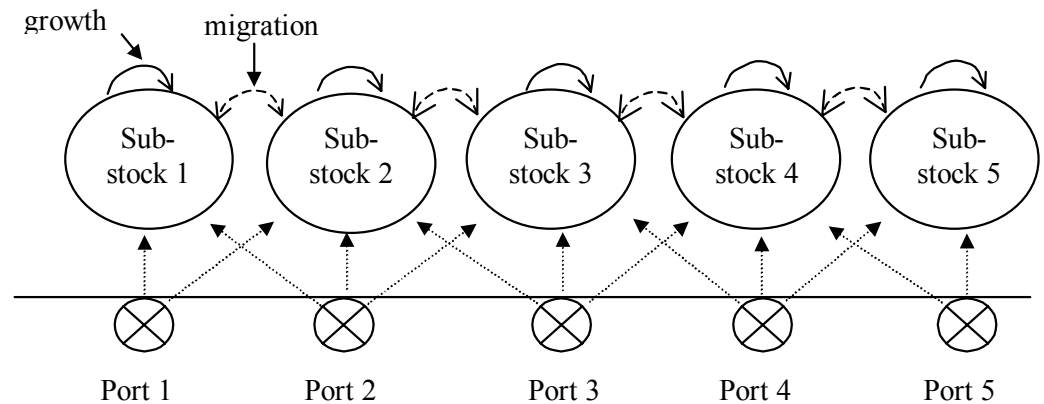 growth
migration
Sub-
stock 1
Sub-
stock 2
Sub-
stock 3
Sub-
stock 4
Sub-
stock 5
Port 1
Port 2
Port 3
Port 4
Port 5